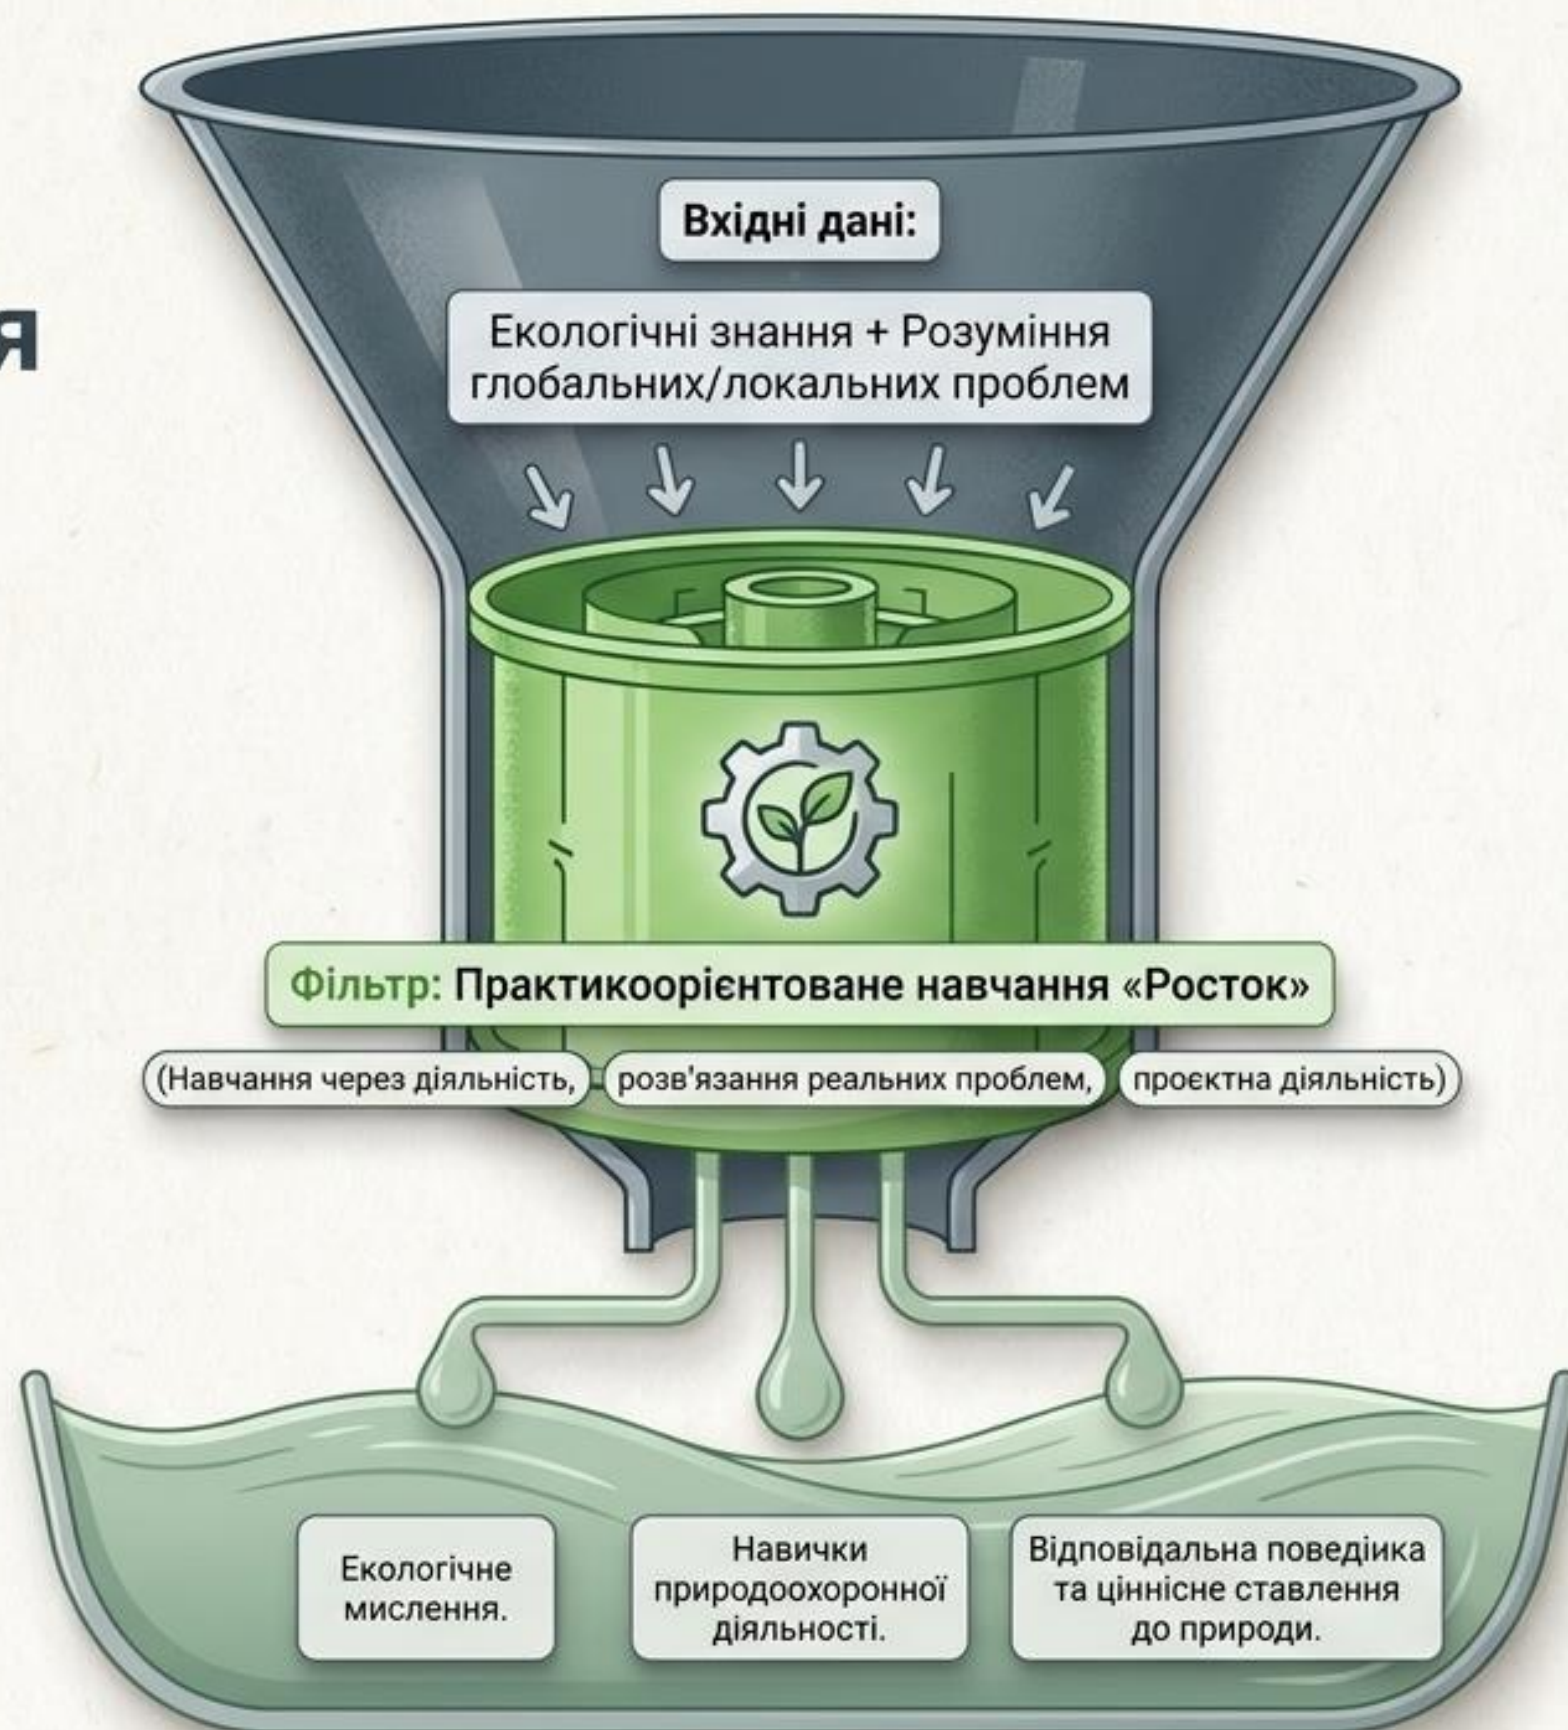 я
Вхідні дані:
Екологічні знання + Розуміння
глобальних/локальних проблем
Фільтр: Практикоорієнтоване навчання «Росток»
(Навчання через діяльність, розв'язання реальних проблем, проєктна діяльність)
Екологічне
мислення.
Навички
природоохоронної
діяльності.
Відповідальна поведіика
та ціннісне ставлення
до природи.